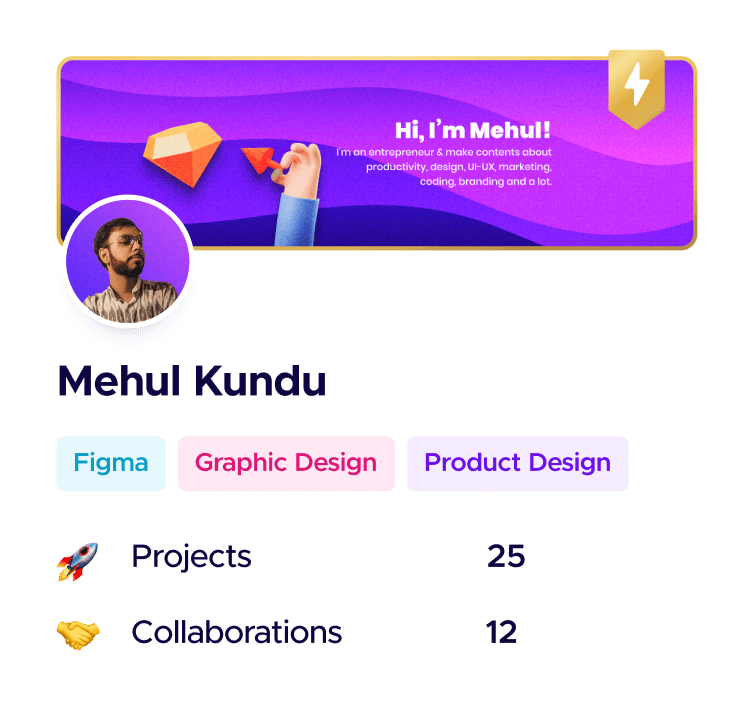 Hi, I'm Mehul!
I'm an entrepreneur & make contents about
productivity, design, UI-UX, marketing,
coding, branding and a lot.
Mehul Kundu
Figma
Graphic Design
Product Design
Projects 25
Collaborations 12